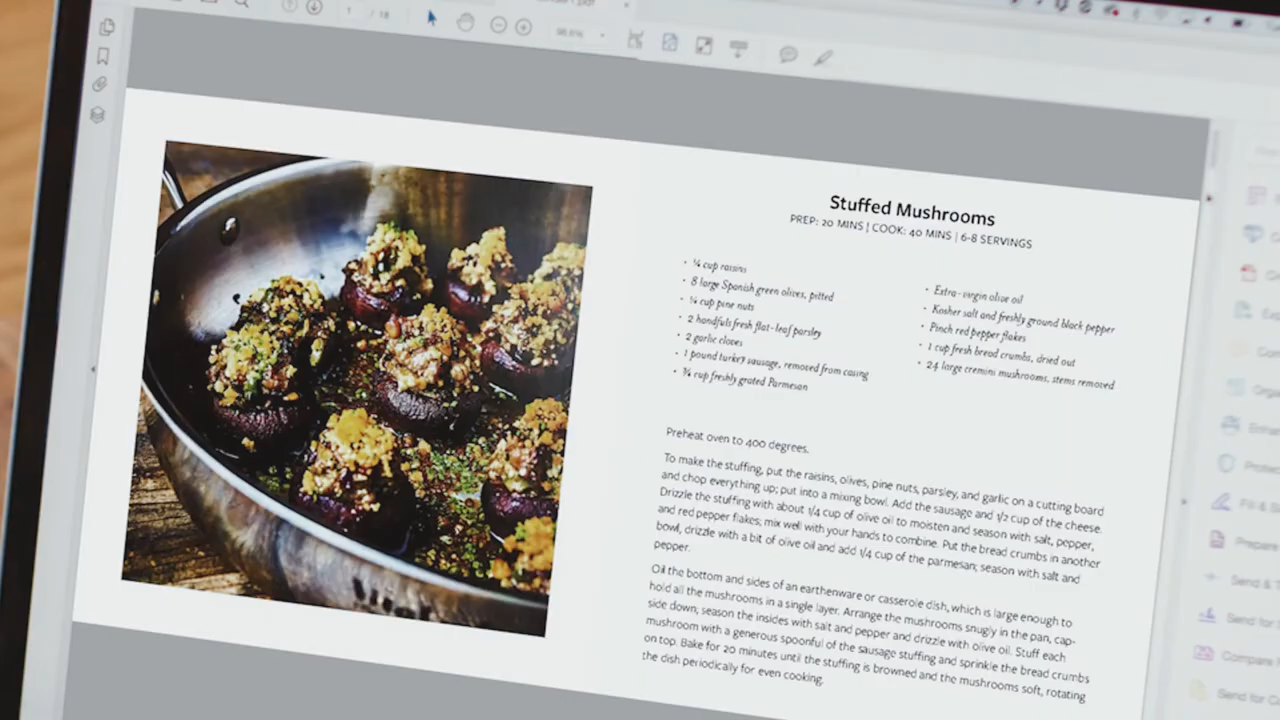 1 / 18
98.6%
Stuffed Mushrooms
PREP: 20 MINS | COOK: 40 MINS | 6-8 SERVINGS
• ¼ cup raisins
• 8 large Spanish green olives, pitted
• ¼ cup pine nuts
• 2 handfuls fresh flat-leaf parsley
• 2 garlic cloves
• 1 pound turkey sausage, removed from casing
• ¾ cup freshly grated Parmesan
• Extra-virgin olive oil
• Kosher salt and freshly ground black pepper
• Pinch red pepper flakes
• 1 cup fresh bread crumbs, dried out
• 24 large cremini mushrooms, stems removed
Preheat oven to 400 degrees.
To make the stuffing, put the raisins, olives, pine nuts, parsley, and garlic on a cutting board
and chop everything up; put into a mixing bowl. Add the sausage and 1/2 cup of the cheese.
Drizzle the stuffing with about 1/4 cup of olive oil to moisten and season with salt, pepper,
and red pepper flakes; mix well with your hands to combine. Put the bread crumbs in another
bowl, drizzle with a bit of olive oil and add 1/4 cup of the parmesan; season with salt and
pepper.
Oil the bottom and sides of an earthenware or casserole dish, which is large enough to
hold all the mushrooms in a single layer. Arrange the mushrooms snugly in the pan, cap-
side down; season the insides with salt and pepper and drizzle with olive oil. Stuff each
mushroom with a generous spoonful of the sausage stuffing and sprinkle the bread crumbs
on top. Bake for 20 minutes until the stuffing is browned and the mushrooms soft, rotating
the dish periodically for even cooking.
Fill & S
Prepare
Send & T
Send for
Compare
Send for C